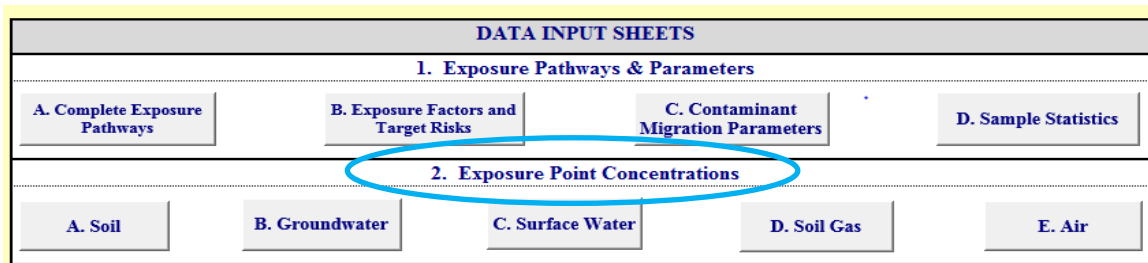 DATA INPUT SHEETS
1. Exposure Pathways & Parameters
A. Complete Exposure
Pathways
B. Exposure Factors and
Target Risks
C. Contaminant
Migration Parameters
D. Sample Statistics
2. Exposure Point Concentrations
A. Soil
B. Groundwater
C. Surface Water
D. Soil Gas
E. Air